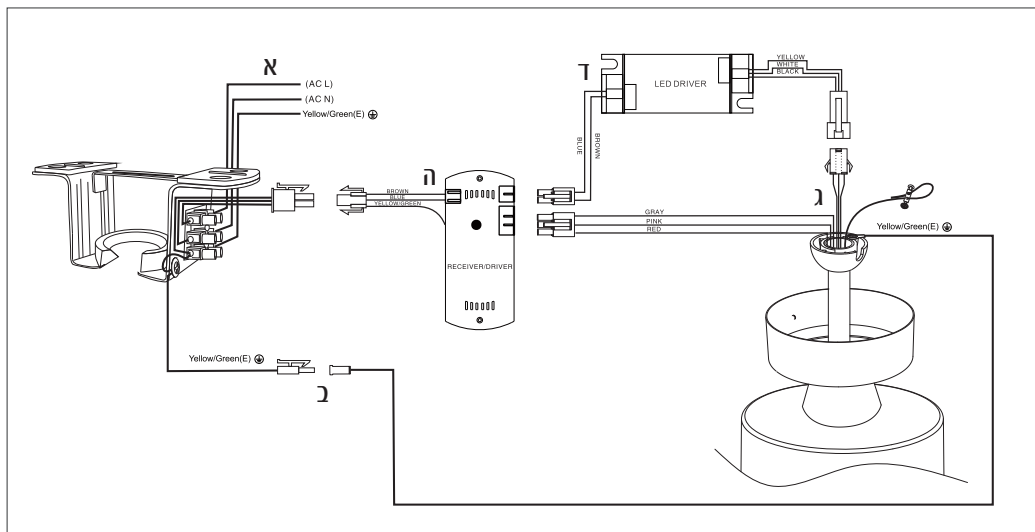 א
(AC L)
(AC N)
Yellow/Green(E)
ד
LED DRIVER
YELLOW
WHITE
BLACK
BLUE
BROWN
ה
BROWN
BLUE
YELLOW/GREEN
RECEIVER/DRIVER
GRAY
PINK
RED
ג
Yellow/Green(E)
Yellow/Green(E)
ב